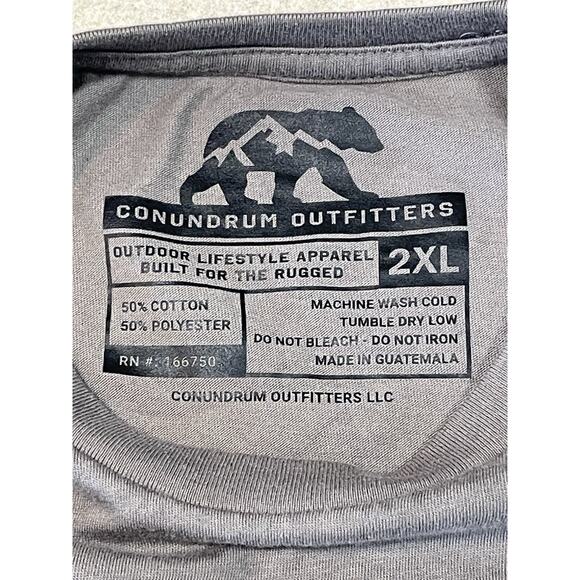 CONUNDRUM OUTFITTERS
OUTDOOR LIFESTYLE APPAREL
BUILT FOR THE RUGGED
2XL
50% COTTON
50% POLYESTER
RN #: 166750
MACHINE WASH COLD
TUMBLE DRY LOW
DO NOT BLEACH - DO NOT IRON
MADE IN GUATEMALA
CONUNDRUM OUTFITTERS LLC